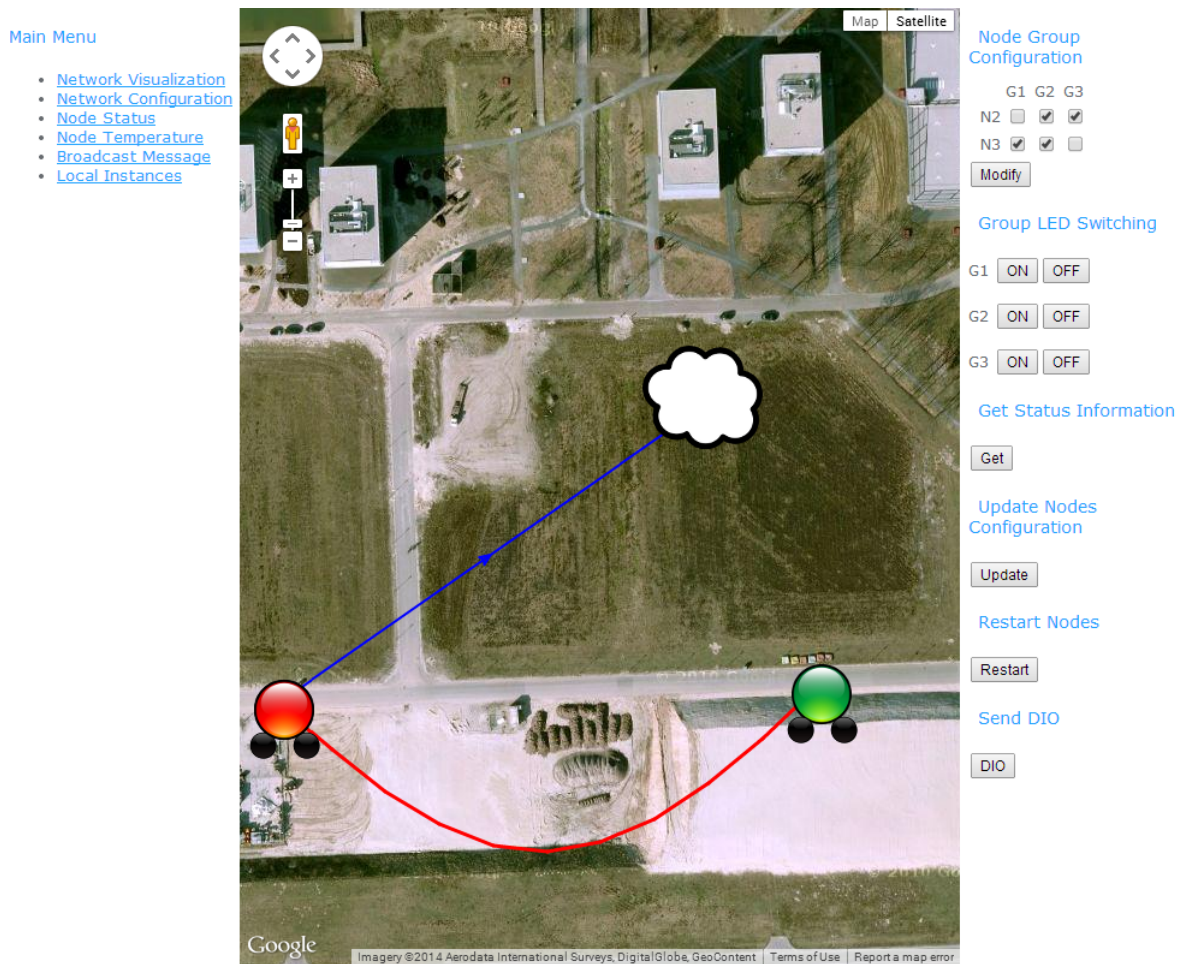 Main Menu
Network Visualization
Network Configuration
Node Status
Node Temperature
Broadcast Message
Local Instances
Map
Satellite
Google
Imagery ©2014 Aerodata International Surveys, DigitalGlobe, GeoContent
Terms of Use
Report a map error
Node Group
Configuration
G1 G2 G3
N2
N3
Modify
Group LED Switching
G1 ON OFF
G2 ON OFF
G3 ON OFF
Get Status Information
Get
Update Nodes
Configuration
Update
Restart Nodes
Restart
Send DIO
DIO